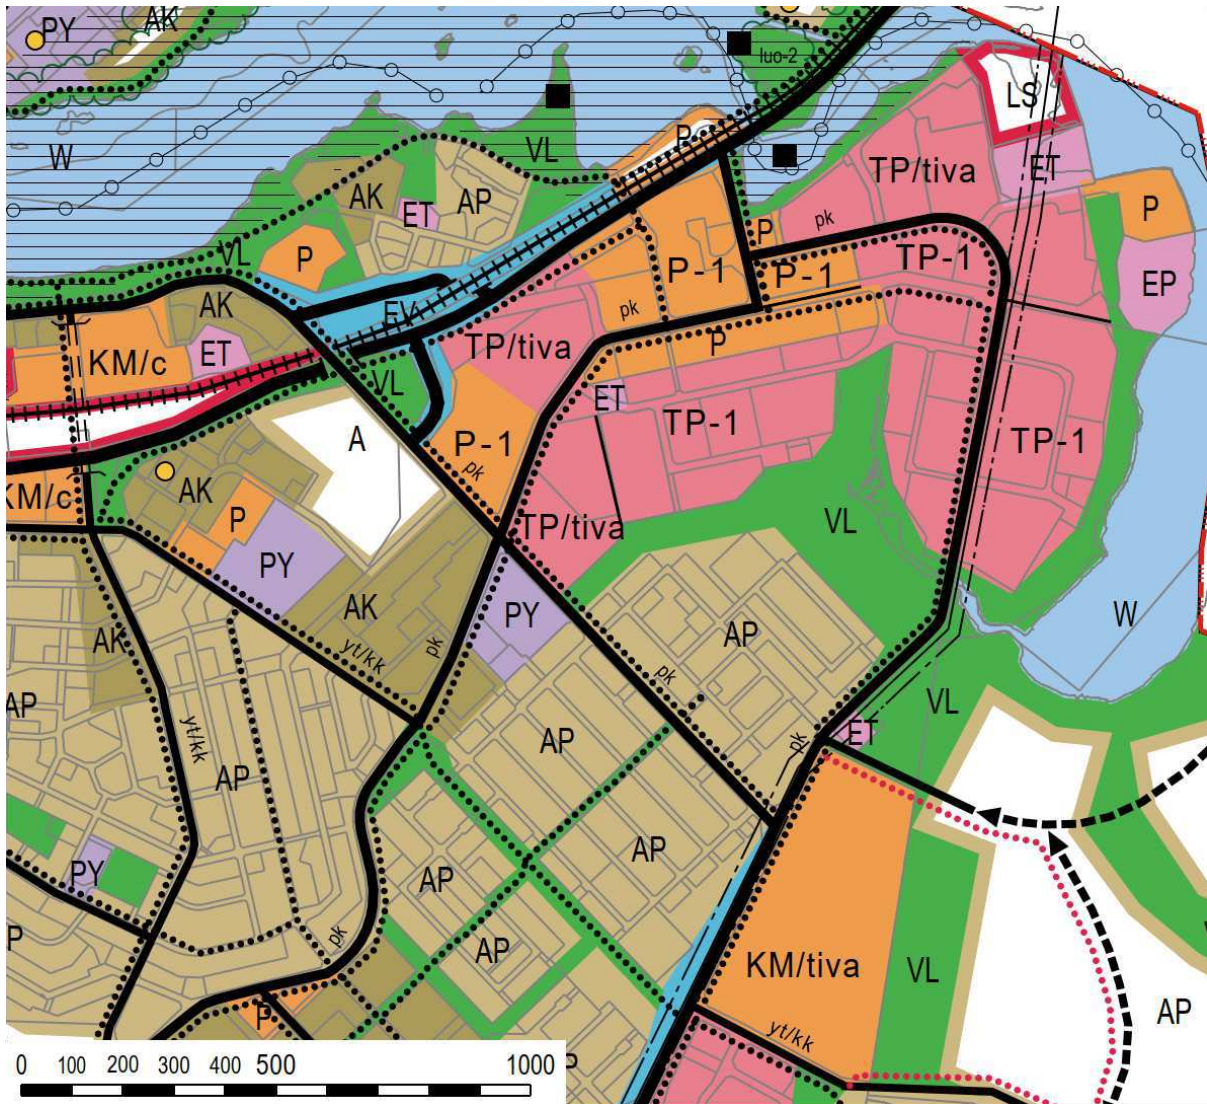 PY
AK
luo-2
LS
W
VL
P
TP/tiva
ET
AK
ET
AP
P
pk
P
VL
P
P-1
P-1
TP-1
EP
AK
EV
pk
KM/c
ET
TP/tiva
P
VL
ET
TP-1
TP-1
A
P-1
pk
KM/c
AK
P
TP/tiva
VL
PY
AK
PY
AP
W
AK
yt/kk
pk
pk
VL
AP
yt/kk
AP
AP
pk
ET
PY
AP
AP
P
pk
AP
KM/tiva
VL
AP
P
yt/kk
P
0 100 200 300 400 500 1000